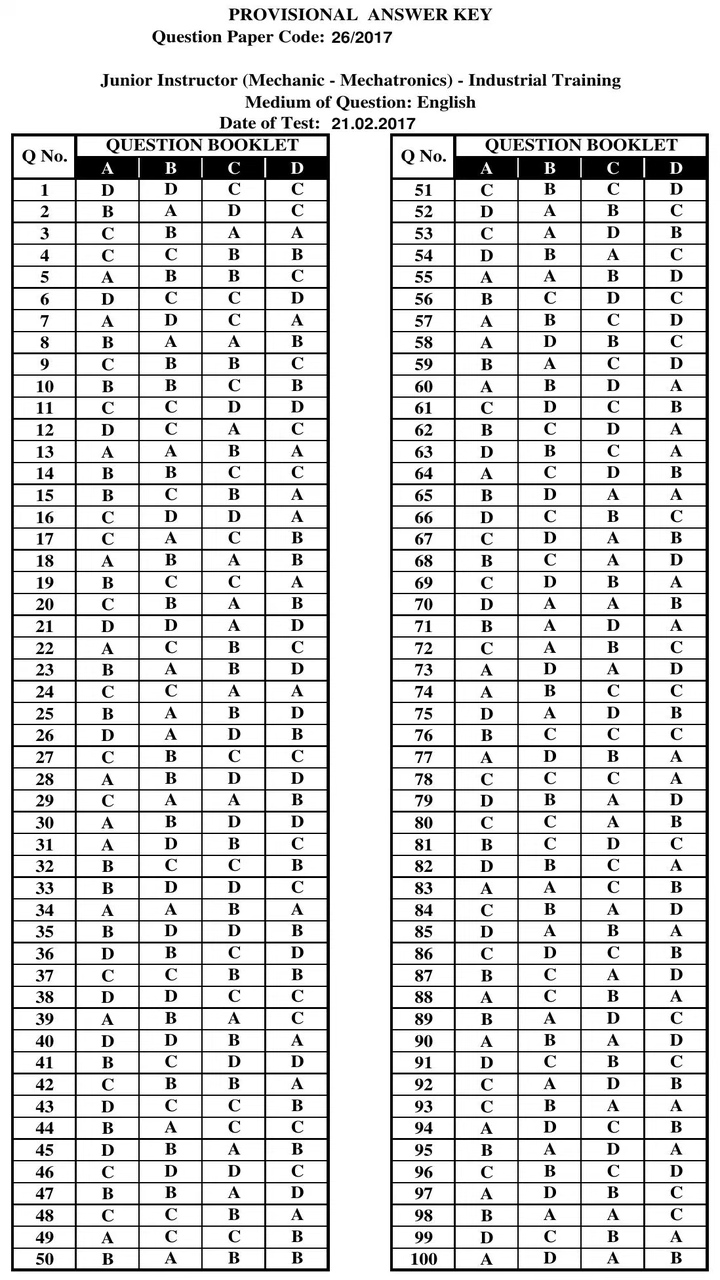 PROVISIONAL ANSWER KEY
Question Paper Code: 26/2017
Junior Instructor (Mechanic - Mechatronics) - Industrial Training
Medium of Question: English
Date of Test: 21.02.2017
Q No. QUESTION BOOKLET
A B C D
1 D D C C
2 B A D C
3 C B A A
4 C C B B
5 A B B C
6 D C C D
7 A D C A
8 B A A B
9 C B B C
10 B B C B
11 C C D D
12 D C A C
13 A A B A
14 B B C C
15 B C B A
16 C D D A
17 C A C B
18 A B A B
19 B C C A
20 C B A B
21 D D A D
22 A C B C
23 B A B D
24 C C A A
25 B A B D
26 D A D B
27 C B C C
28 A B D D
29 C A A B
30 A B D D
31 A D B C
32 B C C B
33 B D D C
34 A A B A
35 B D D B
36 D B C D
37 C C B B
38 D D C C
39 A B A C
40 D D B A
41 B C D D
42 C B B A
43 D C C B
44 B A C C
45 D B A B
46 C D D C
47 B B A D
48 C C B A
49 A C C B
50 B A B B
Q No. QUESTION BOOKLET
A B C D
51 C B C D
52 D A B C
53 C A D B
54 D B A C
55 A A B D
56 B C D C
57 A B C D
58 A D B C
59 B A C D
60 A B D A
61 C D C B
62 B C D A
63 D B C A
64 A C D B
65 B D A A
66 D C B C
67 C D A B
68 B C A D
69 C D B A
70 D A A B
71 B A D A
72 C A B C
73 A D A D
74 A B C C
75 D A D B
76 B C C C
77 A D B A
78 C C C A
79 D B A D
80 C C A B
81 B C D C
82 D B C A
83 A A C B
84 C B A D
85 D A B A
86 C D C B
87 B C A D
88 A C B A
89 B A D C
90 A B A D
91 D C B C
92 C A D B
93 C B A A
94 A D C B
95 B A D A
96 C B C D
97 A D B C
98 B A A C
99 D C B A
100 A D A B